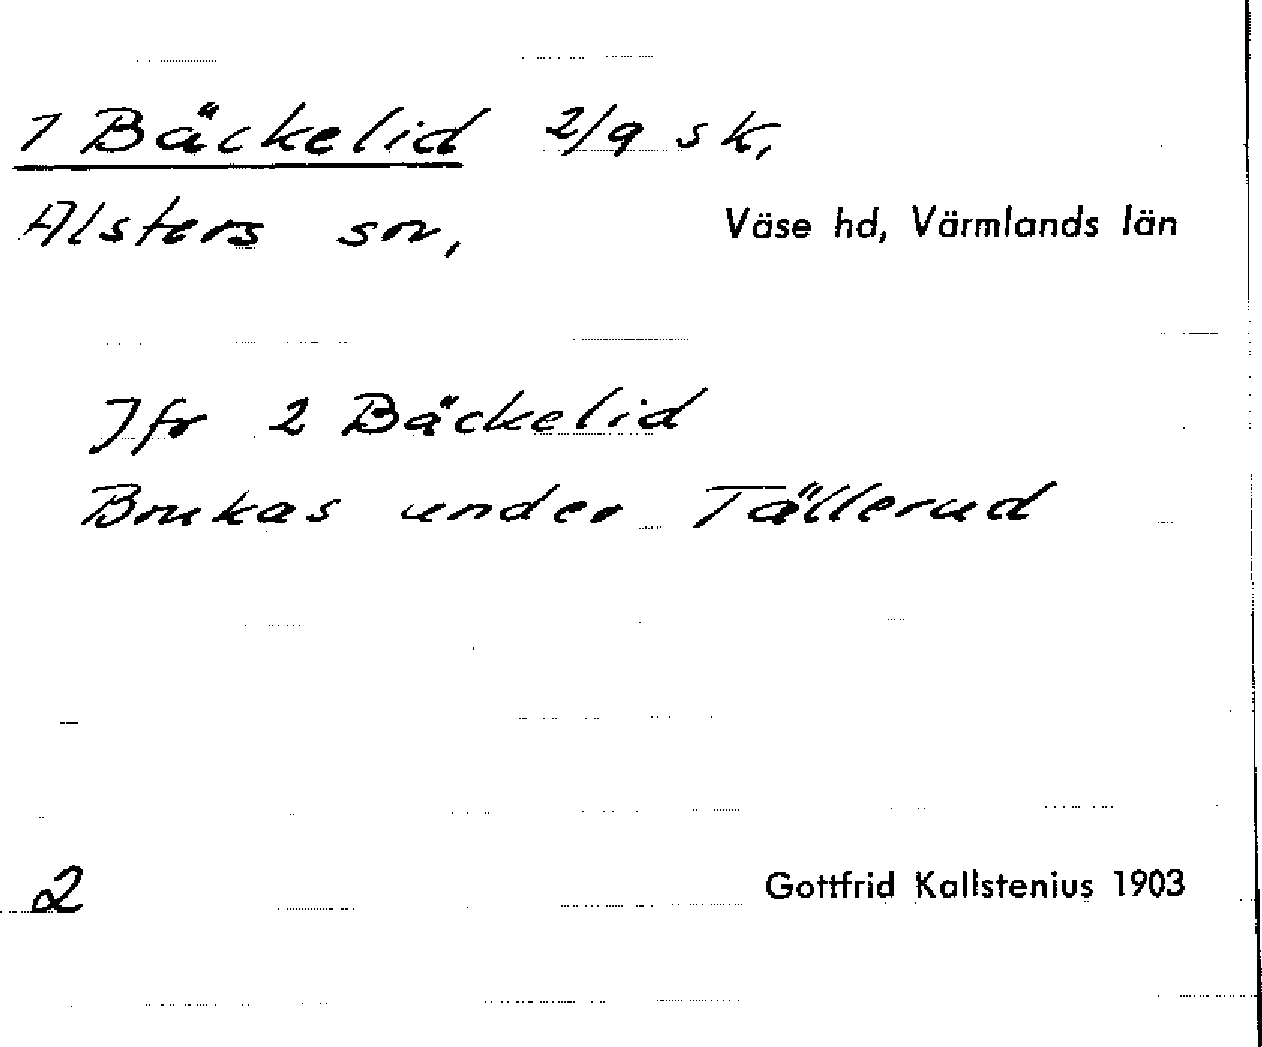 1 Bäckelid 2/9 sk,
Alsters sn, Väse hd, Värmlands län
Jfr 2 Bäckelid
Brukas under Tällerud
2
Gottfrid Kallstenius 1903